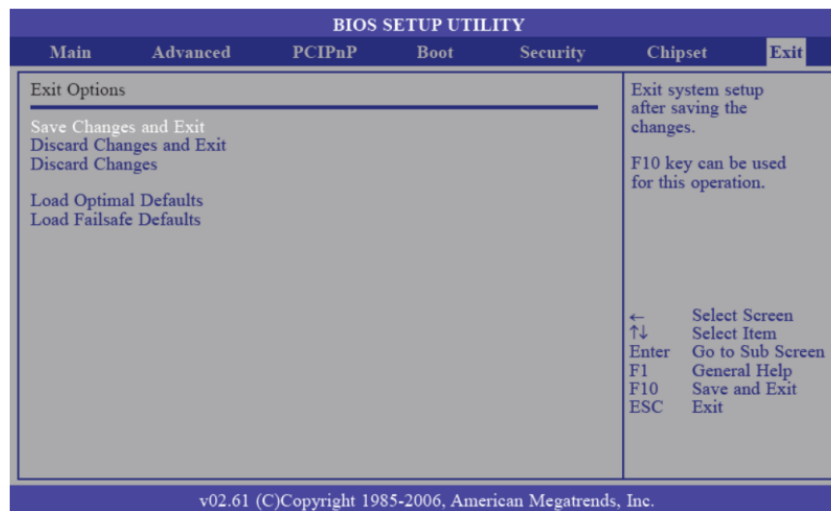 BIOS SETUP UTILITY
Main Advanced PCIPnP Boot Security Chipset Exit
Exit Options
Save Changes and Exit
Discard Changes and Exit
Discard Changes
Load Optimal Defaults
Load Failsafe Defaults
Exit system setup
after saving the
changes.
F10 key can be used
for this operation.
← Select Screen
↑↓ Select Item
Enter Go to Sub Screen
F1 General Help
F10 Save and Exit
ESC Exit
v02.61 (C)Copyright 1985-2006, American Megatrends, Inc.